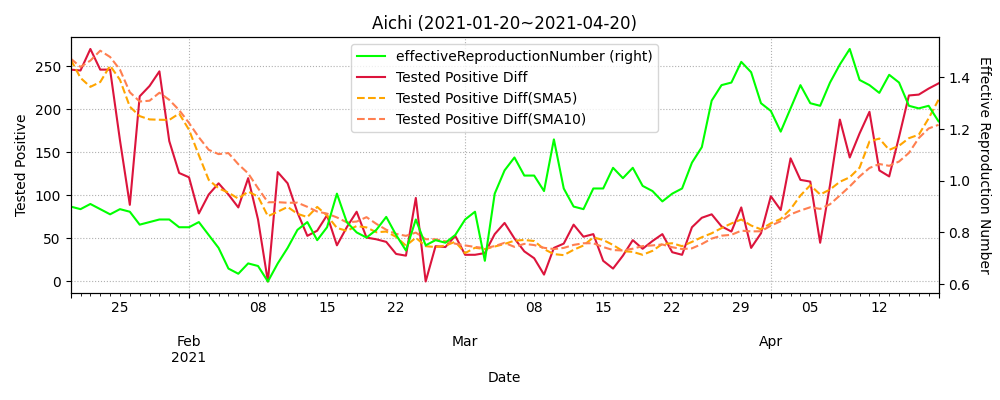 Aichi (2021-01-20~2021-04-20)
effectiveReproductionNumber (right)
Tested Positive Diff
Tested Positive Diff(SMA5)
Tested Positive Diff(SMA10)
Tested Positive
250
200
150
100
50
0
1.4
1.2
1.0
0.8
0.6
Effective Reproduction Number
25 08 15 22 08 15 22 29 05 12
Feb Mar Apr
2021
Date